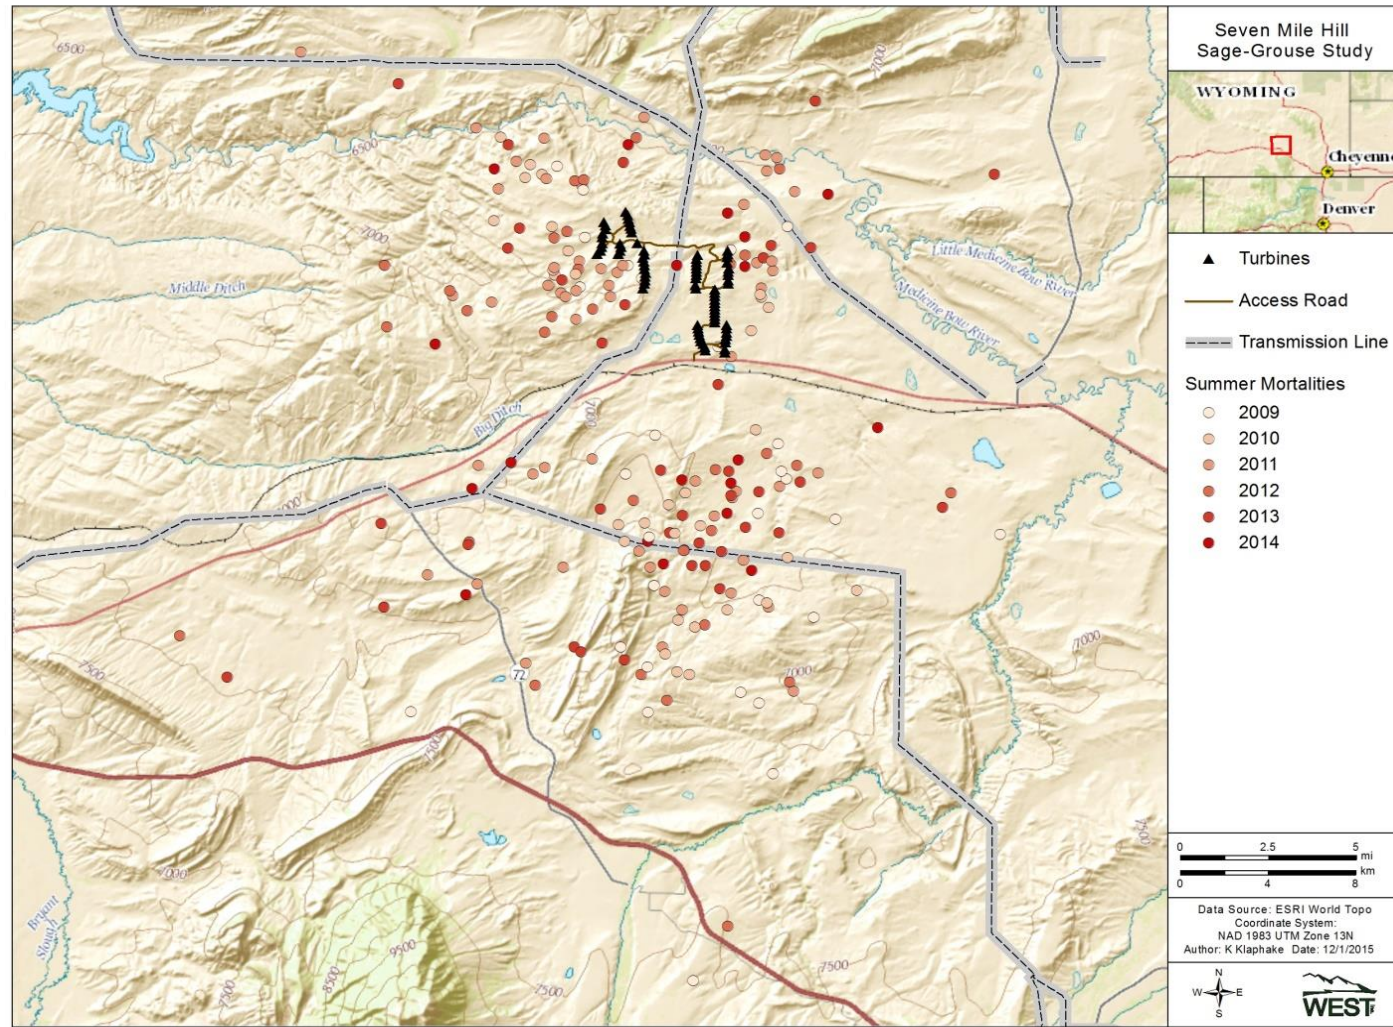 Seven Mile Hill
Sage-Grouse Study
WYOMING
Cheyenne
Denver
Turbines
Access Road
Transmission Line
Summer Mortalities
2009
2010
2011
2012
2013
2014
0 2.5 5
mi
km
0 4 8
Data Source: ESRI World Topo
Coordinate System:
NAD 1983 UTM Zone 13N
Author: K Klaphake Date: 12/1/2015
N
W E
S
WEST
6500
7000
6500
7000
Middle Ditch
Little Medicine Bow River
Medicine Bow River
Big Ditch
7000
7500
72
7000
7000
7500
7500
7000
Bryant
Slough
9500
8500
7500
7500
7500